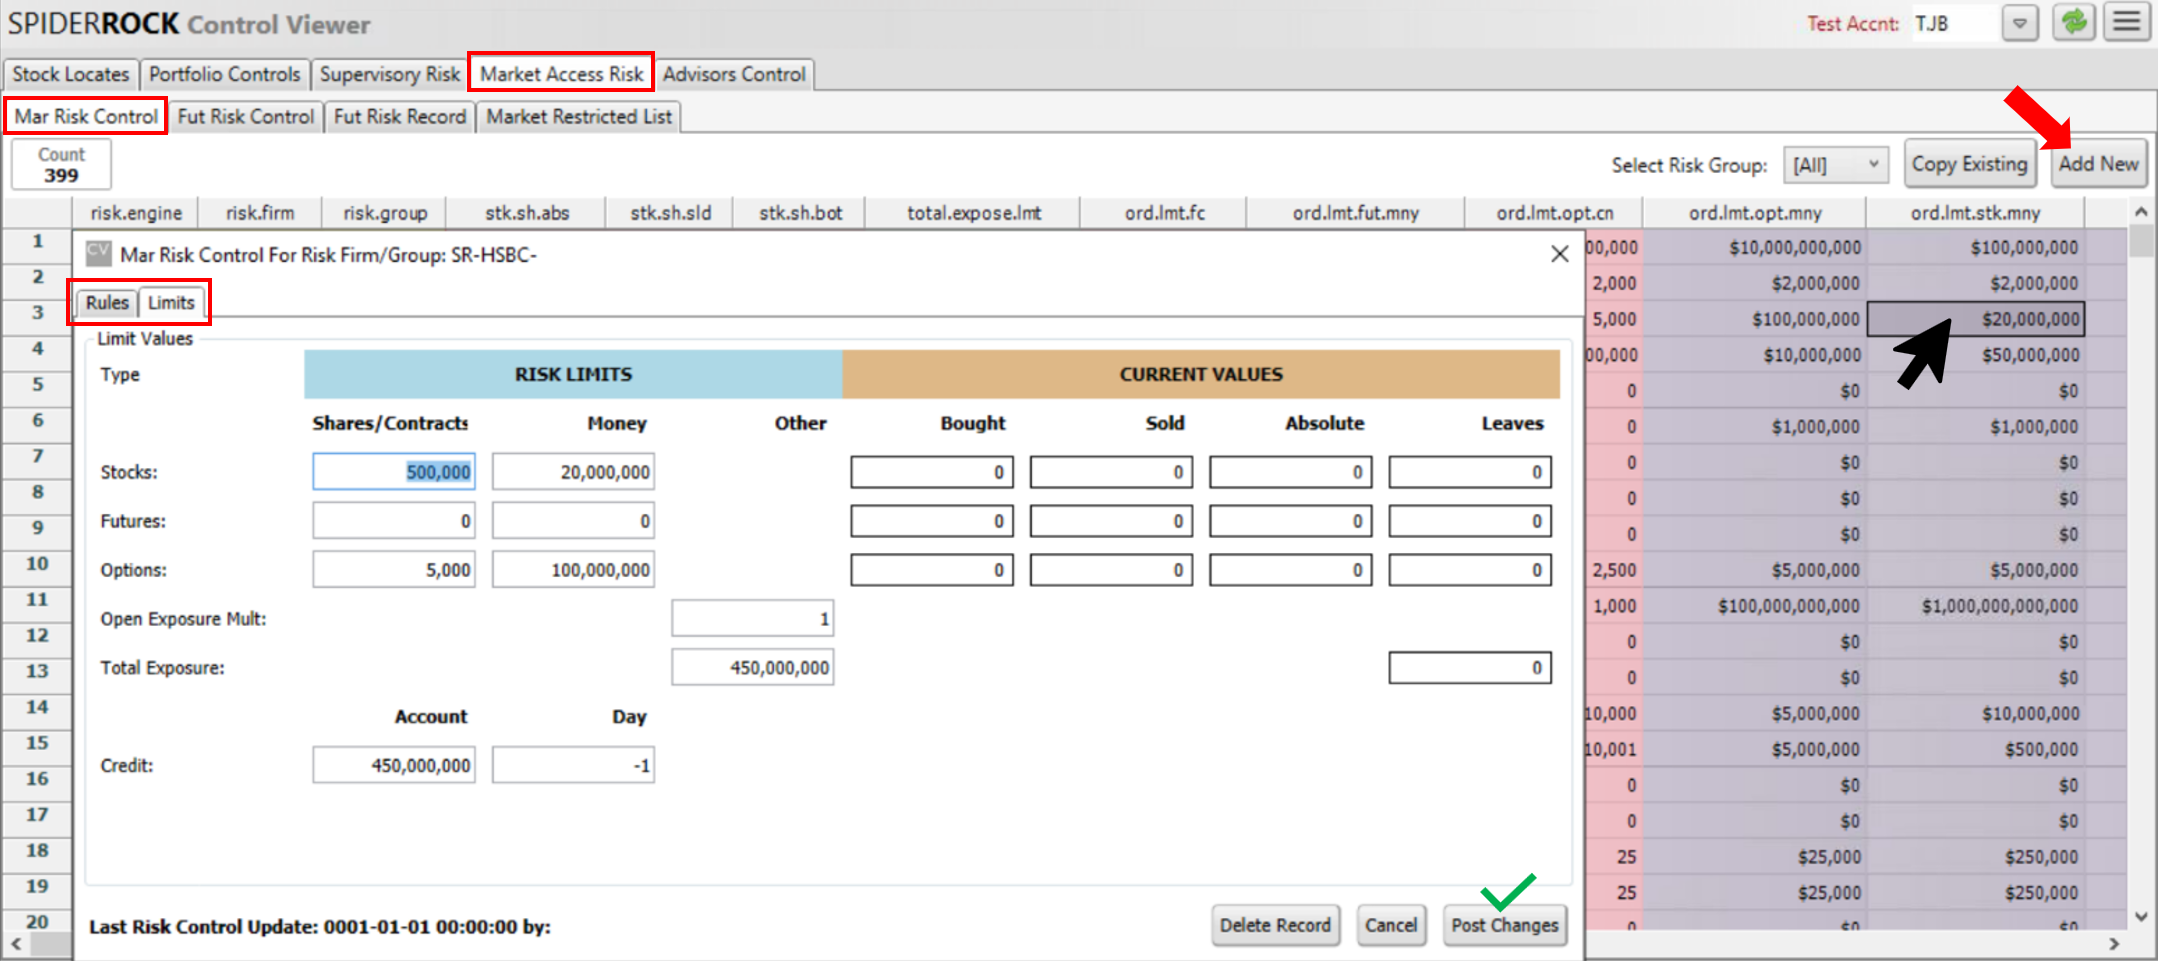 SPIDERROCK Control Viewer Test Accnt: TJB
Stock Locates Portfolio Controls Supervisory Risk Market Access Risk Advisors Control
Mar Risk Control Fut Risk Control Fut Risk Record Market Restricted List
Count
399
Select Risk Group: [All] Copy Existing Add New
risk.engine risk.firm risk.group stk.sh.abs stk.sh.sld stk.sh.bot total.expose.lmt ord.lmt.fc ord.lmt.fut.mny ord.lmt.opt.cn ord.lmt.opt.mny ord.lmt.stk.mny
1 00,000 $10,000,000,000 $100,000,000
CV Mar Risk Control For Risk Firm/Group: SR-HSBC-
2 2,000 $2,000,000 $2,000,000
Rules Limits
3 5,000 $100,000,000 $20,000,000
Limit Values
4 00,000 $10,000,000 $50,000,000
Type RISK LIMITS CURRENT VALUES
5 0 $0 $0
Shares/Contracts Money Other Bought Sold Absolute Leaves
6 0 $1,000,000 $1,000,000
7 0 $0 $0
Stocks: 500,000 20,000,000 0 0 0 0
8 0 $0 $0
Futures: 0 0 0 0 0 0
9 0 $0 $0
Options: 5,000 100,000,000 0 0 0 0
10 2,500 $5,000,000 $5,000,000
11 1,000 $100,000,000,000 $1,000,000,000,000
Open Exposure Mult: 1
12 0 $0 $0
Total Exposure: 450,000,000 0
13 0 $0 $0
14 10,000 $5,000,000 $10,000,000
Account Day
15 10,001 $5,000,000 $500,000
Credit: 450,000,000 -1
16 0 $0 $0
17 0 $0 $0
18 25 $25,000 $250,000
19 25 $25,000 $250,000
20 0 $0 $0
Last Risk Control Update: 0001-01-01 00:00:00 by: Delete Record Cancel Post Changes